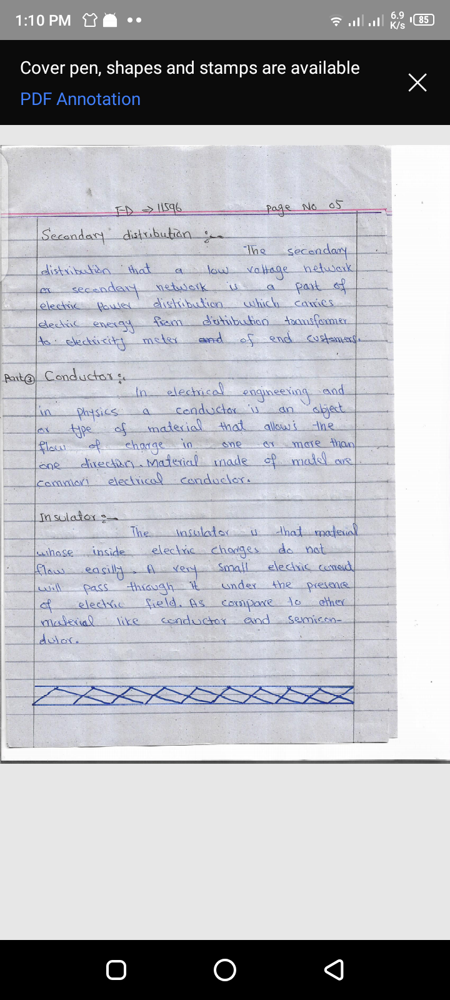 1:10 PM
6.9
K/s
85
Cover pen, shapes and stamps are available
PDF Annotation
ID → 11596 Page No 05
Secondary distribution :-
The secondary
distribution that a low voltage network
or secondary network is a part of
electric power distribution which carries
electric energy from distribution transformer
to electricity meter and of end customers.
Part ③ Conductor :-
In electrical engineering and
in physics a conductor is an object
or type of material that allows the
flow of charge in one or more than
one direction. Material made of matel are
common electrical conductor.
Insulator :-
The insulator is that material
whose inside electric charges do not
flow easilly. A very small electric current
will pass through it under the presence
of electric field. As compare to other
material like conductor and semicon-
dutor.